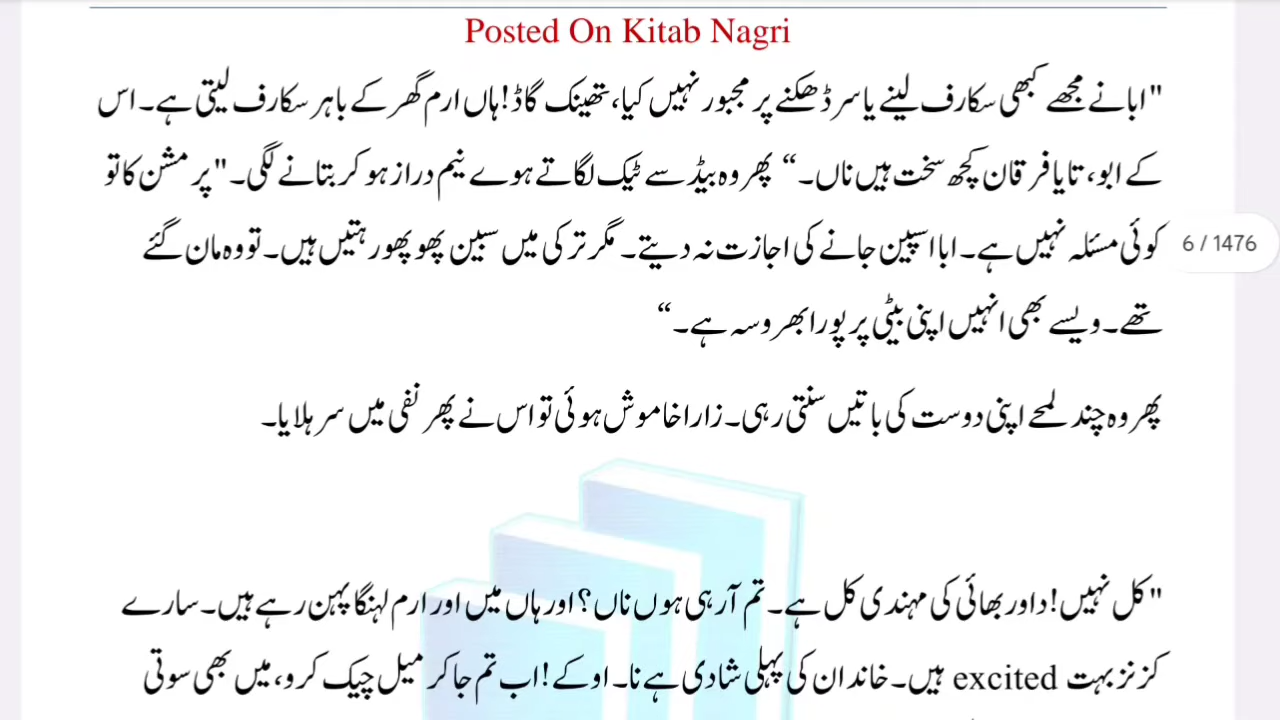 Posted On Kitab Nagri
"ابا نے مجھے کبھی سکارف لینے یا سر ڈھکنے پر مجبور نہیں کیا، تھینک گاڈ! ہاں ارم گھر کے باہر سکارف لیتی ہے۔ اس
کے ابو، تایا فرقان کچھ سخت ہیں ناں۔“ پھر وہ بیڈ سے ٹیک لگاتے ہوے نیم دراز ہو کر بتانے لگی۔ "پر مشن کا تو
کوئی مسئلہ نہیں ہے۔ ابا اسپین جانے کی اجازت نہ دیتے۔ مگر ترکی میں سبین پھوپھو رہتیں ہیں۔ تو وہ مان گئے
6 / 1476
تھے۔ ویسے بھی انہیں اپنی بیٹی پر پورا بھروسہ ہے۔“
پھر وہ چند لمحے اپنی دوست کی باتیں سنتی رہی۔ زارا خاموش ہوئی تو اس نے پھر نفی میں سر ہلایا۔
"کل نہیں! داور بھائی کی مہندی کل ہے۔ تم آ رہی ہوں ناں؟ اور ہاں میں اور ارم لہنگا پہن رہے ہیں۔ سارے
کزنز بہت excited ہیں۔ خاندان کی پہلی شادی ہے نا۔ اوکے! اب تم جا کر میل چیک کرو، میں بھی سوتی